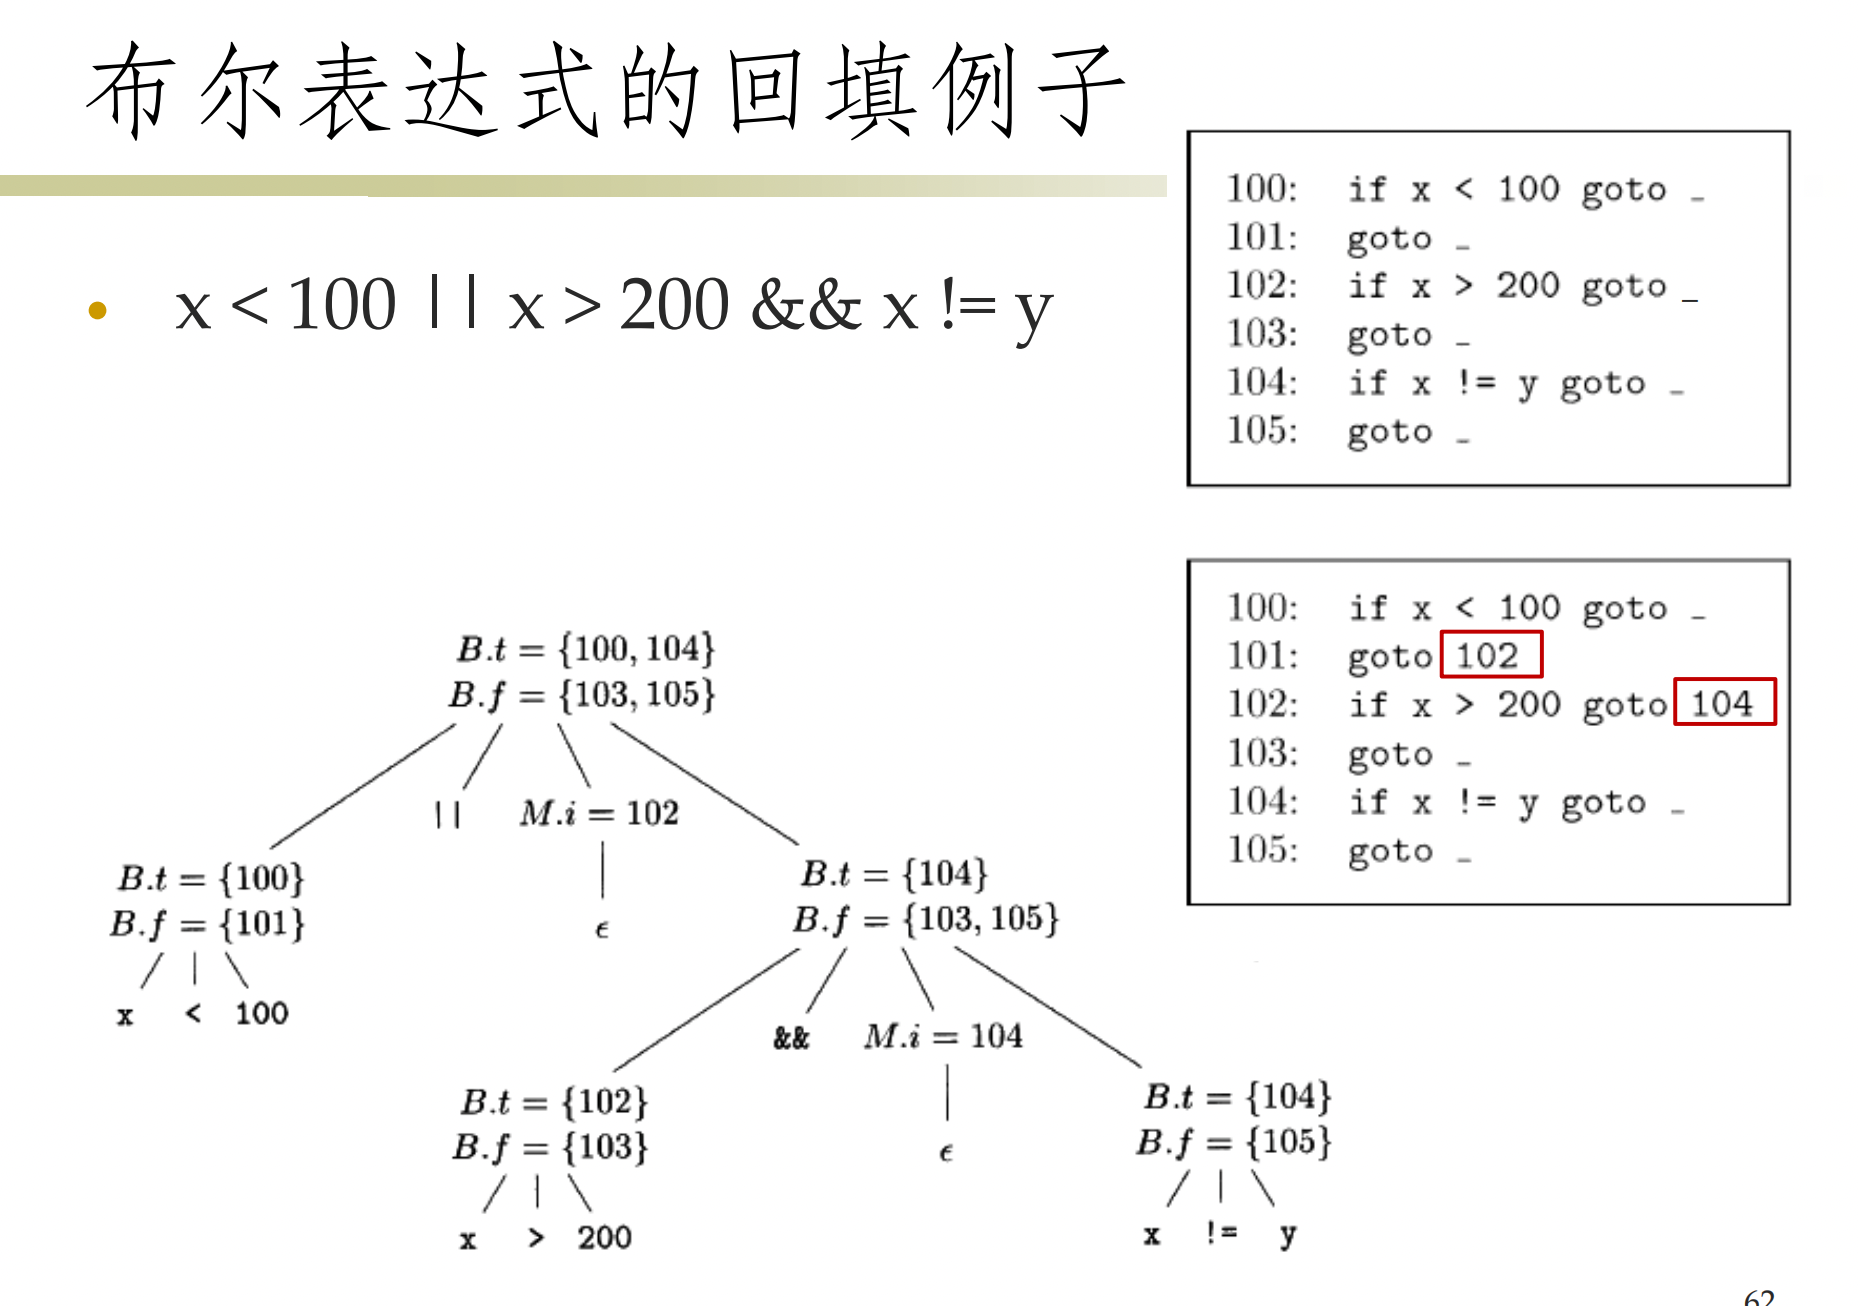 布尔表达式的回填例子
• x < 100 || x > 200 && x != y
100: if x < 100 goto _
101: goto _
102: if x > 200 goto _
103: goto _
104: if x != y goto _
105: goto _
100: if x < 100 goto _
101: goto 102
102: if x > 200 goto 104
103: goto _
104: if x != y goto _
105: goto _
B.t = {100, 104}
B.f = {103, 105}
|| M.i = 102
B.t = {100}
B.f = {101}
ϵ
B.t = {104}
B.f = {103, 105}
x < 100
&& M.i = 104
B.t = {102}
B.f = {103}
ϵ
B.t = {104}
B.f = {105}
x > 200
x != y
62